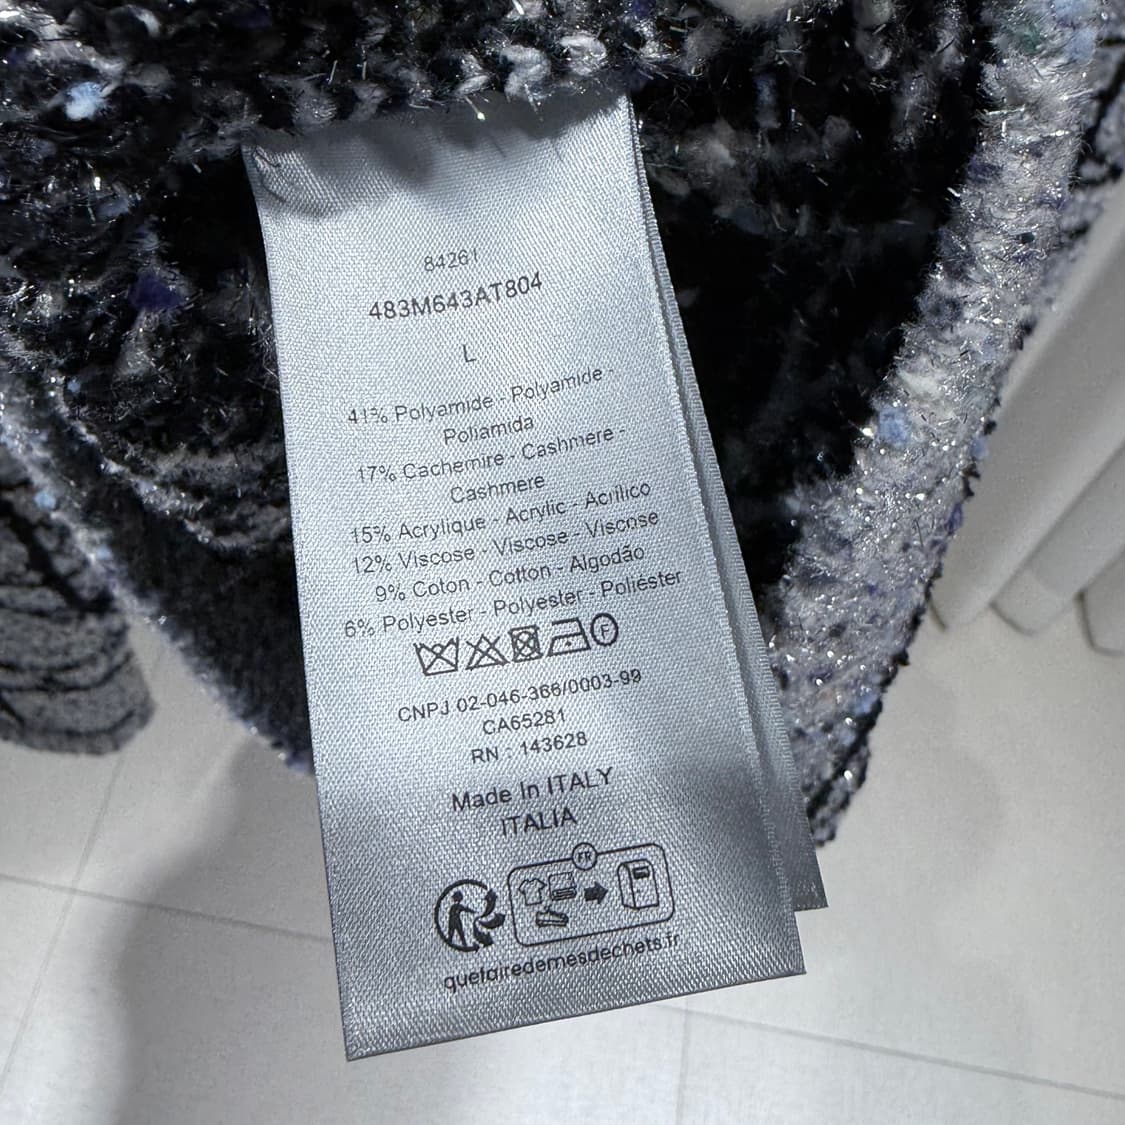 84261
483M643AT804
L
41% Polyamide - Polyamide -
Poliamida
17% Cachemire - Cashmere -
Cashmere
15% Acrylique - Acrylic - Acrílico
12% Viscose - Viscose - Viscose
9% Coton - Cotton - Algodão
6% Polyester - Polyester - Poliéster
F
CNPJ 02-046-366/0003-99
CA65281
RN : 143628
Made In ITALY
ITALIA
FR
quefairedemesdechets.fr